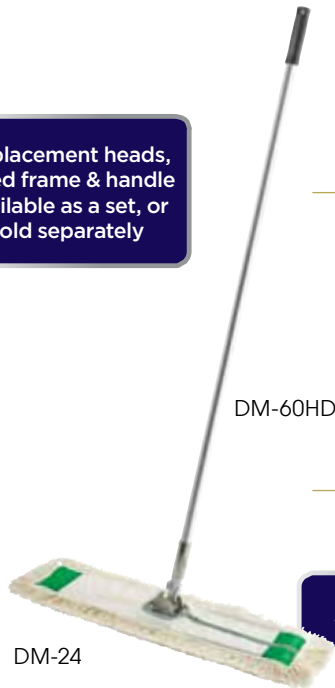 placement heads,
ed frame & handle
ilable as a set, or
old separately
DM-60HD
DM-24